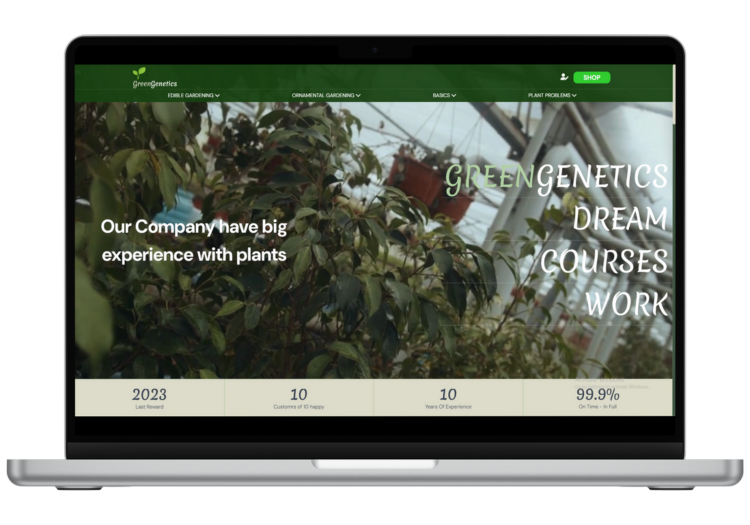 GreenGenetics
SHOP
EDIBLE GARDENING
ORNAMENTAL GARDENING
BASICS
PLANT PROBLEMS
Our Company have big
experience with plants
GREENGENETICS
DREAM
COURSES
WORK
2023
Last Reward
10
Customrs of 10 happy
10
Years Of Experience
99.9%
On Time - In Full